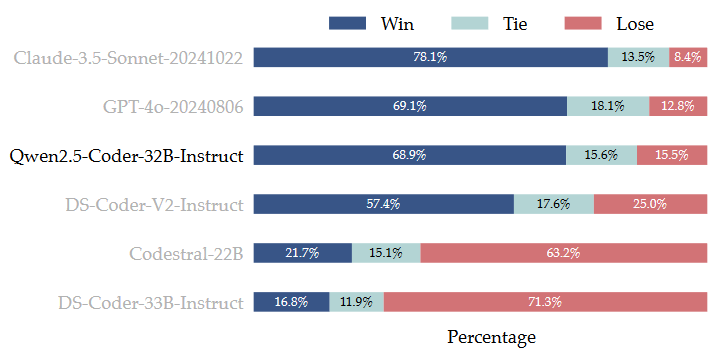 Win Tie Lose
Claude-3.5-Sonnet-20241022 78.1% 13.5% 8.4%
GPT-4o-20240806 69.1% 18.1% 12.8%
Qwen2.5-Coder-32B-Instruct 68.9% 15.6% 15.5%
DS-Coder-V2-Instruct 57.4% 17.6% 25.0%
Codestral-22B 21.7% 15.1% 63.2%
DS-Coder-33B-Instruct 16.8% 11.9% 71.3%
Percentage